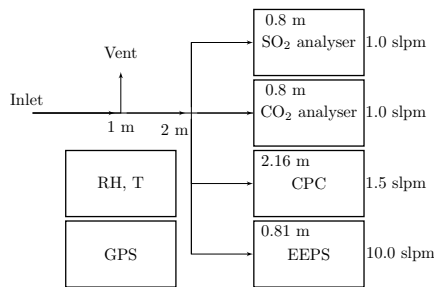 0.8 m
SO₂ analyser
1.0 slpm
Vent
0.8 m
Inlet
CO₂ analyser
1.0 slpm
1 m
2 m
2.16 m
RH, T
CPC
1.5 slpm
0.81 m
GPS
EEPS
10.0 slpm